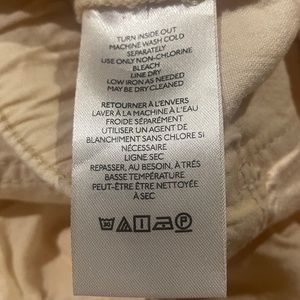 TURN INSIDE OUT
MACHINE WASH COLD
SEPARATELY
USE ONLY NON-CHLORINE
BLEACH
LINE DRY
LOW IRON AS NEEDED
MAY BE DRY CLEANED
RETOURNER À L'ENVERS
LAVER À LA MACHINE À L'EAU
FROIDE SÉPARÉMENT
UTILISER UN AGENT DE
BLANCHIMENT SANS CHLORE SI
NÉCESSAIRE
LIGNE SEC
REPASSER, AU BESOIN, À TRÈS
BASSE TEMPÉRATURE
PEUT-ÊTRE ÊTRE NETTOYÉE
À SEC